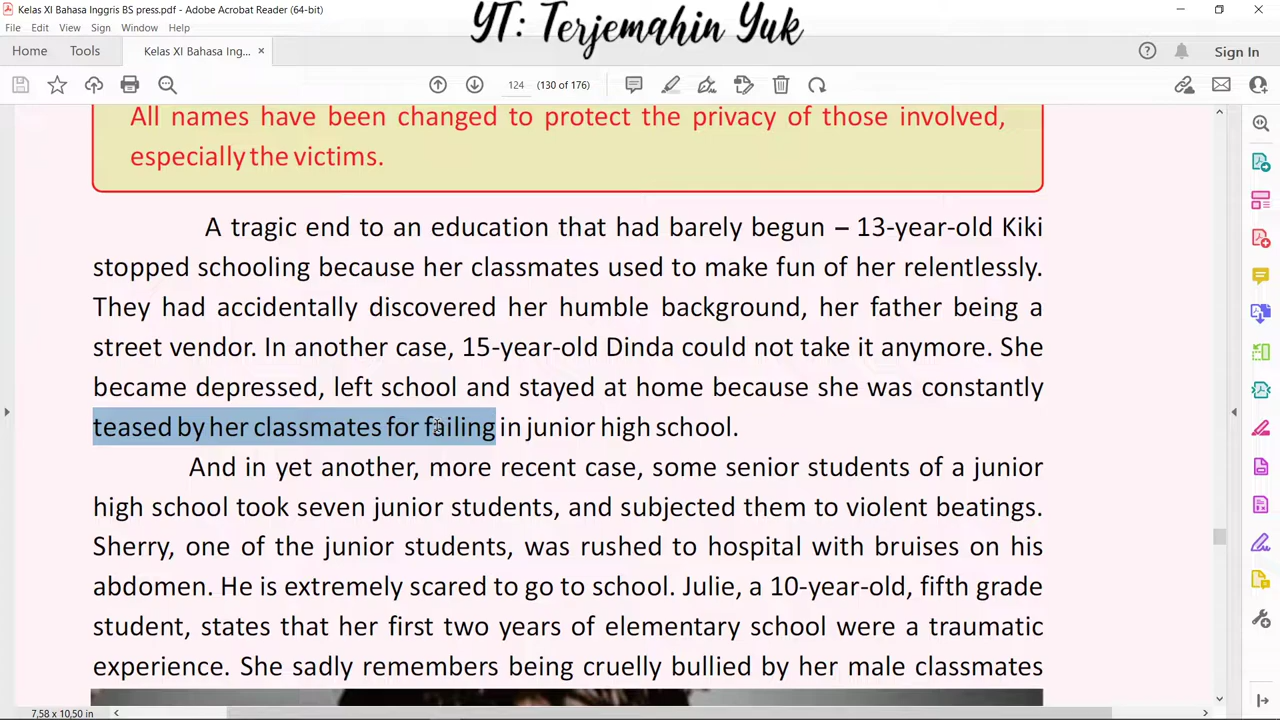 Kelas XI Bahasa Inggris BS press.pdf - Adobe Acrobat Reader (64-bit)
YT: Terjemahin Yuk
File Edit View Sign Window Help
Home Tools Kelas XI Bahasa Ing... × Sign In
124 (130 of 176)
All names have been changed to protect the privacy of those involved,
especially the victims.
A tragic end to an education that had barely begun – 13-year-old Kiki
stopped schooling because her classmates used to make fun of her relentlessly.
They had accidentally discovered her humble background, her father being a
street vendor. In another case, 15-year-old Dinda could not take it anymore. She
became depressed, left school and stayed at home because she was constantly
teased by her classmates for failing in junior high school.
And in yet another, more recent case, some senior students of a junior
high school took seven junior students, and subjected them to violent beatings.
Sherry, one of the junior students, was rushed to hospital with bruises on his
abdomen. He is extremely scared to go to school. Julie, a 10-year-old, fifth grade
student, states that her first two years of elementary school were a traumatic
experience. She sadly remembers being cruelly bullied by her male classmates
7,58 x 10,50 in